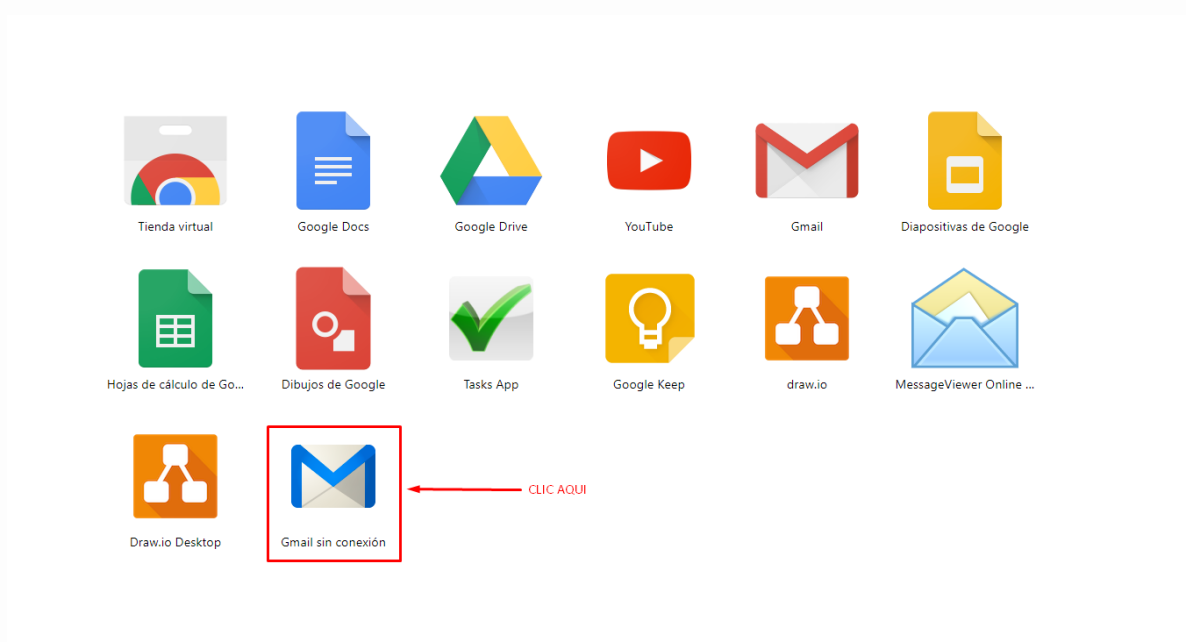 Tienda virtual
Google Docs
Google Drive
YouTube
Gmail
Diapositivas de Google
Hojas de cálculo de Go...
Dibujos de Google
Tasks App
Google Keep
draw.io
MessageViewer Online ...
Draw.io Desktop
Gmail sin conexión
CLIC AQUI